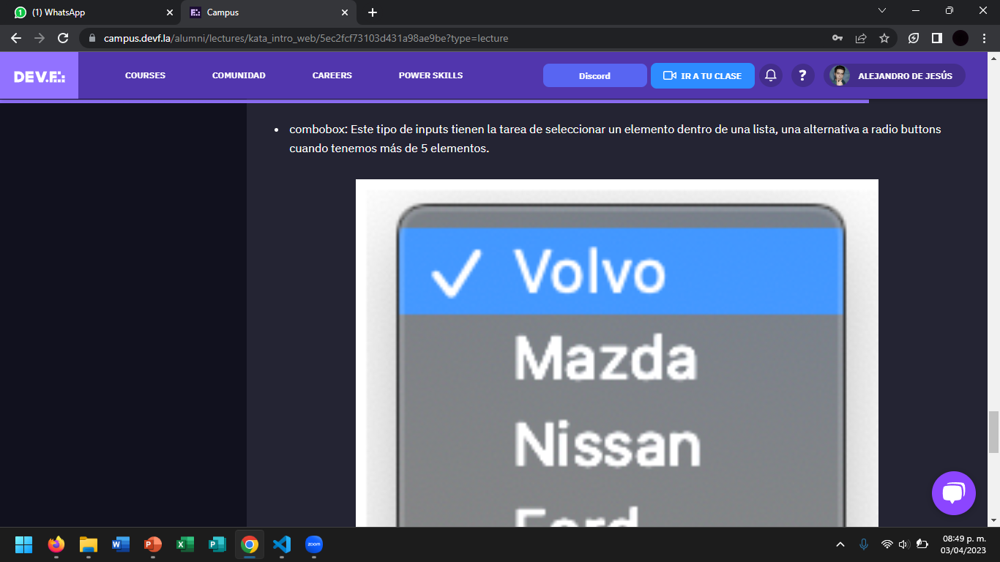 (1) WhatsApp
Campus
campus.devf.la/alumni/lectures/kata_intro_web/5ec2fcf73103d431a98ae9be?type=lecture
DEV.F.:
COURSES
COMUNIDAD
CAREERS
POWER SKILLS
Discord
IR A TU CLASE
?
ALEJANDRO DE JESÚS
• combobox: Este tipo de inputs tienen la tarea de seleccionar un elemento dentro de una lista, una alternativa a radio buttons
cuando tenemos más de 5 elementos.
✓ Volvo
Mazda
Nissan
Ford
zoom
08:49 p. m.
03/04/2023